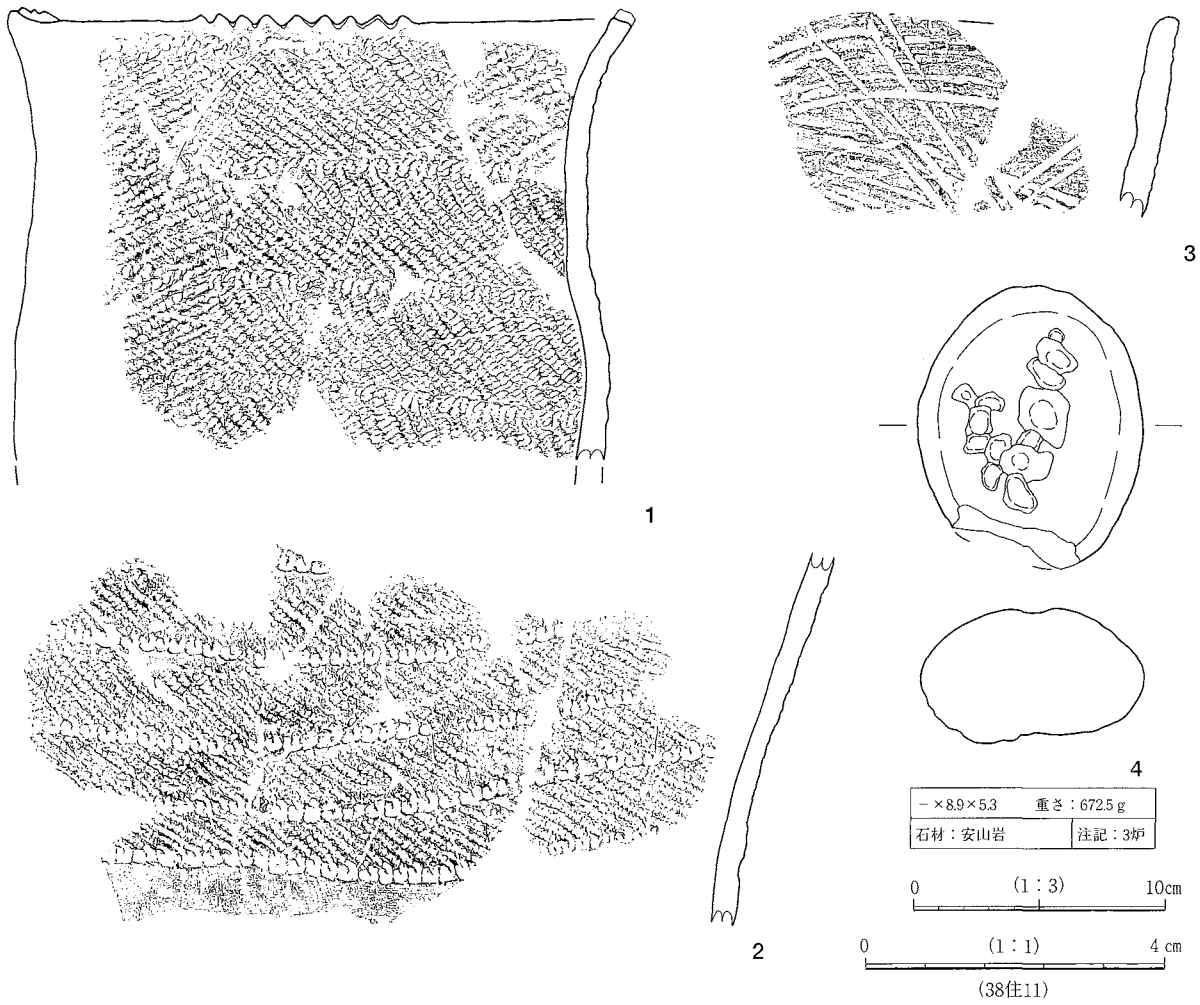 1
3
2
4
－×8.9×5.3　重さ：672.5 g
石材：安山岩　注記：3炉
0　(1：3)　10cm
0　(1：1)　4 cm
(38住11)